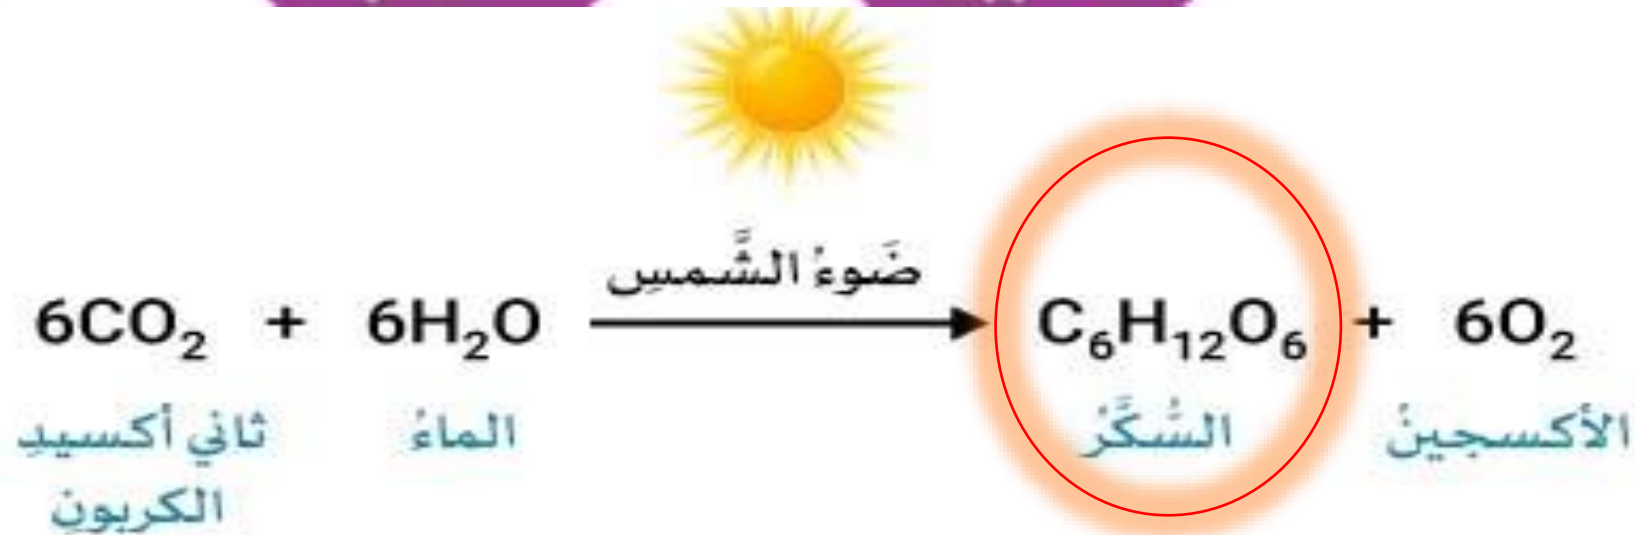 ضَوءُ الشَّمسِ
6CO₂ + 6H₂O → C₆H₁₂O₆ + 6O₂
ثاني أكسيدِ الكربونِ
الماءُ
السُّكَّرُ
الأكسجينُ